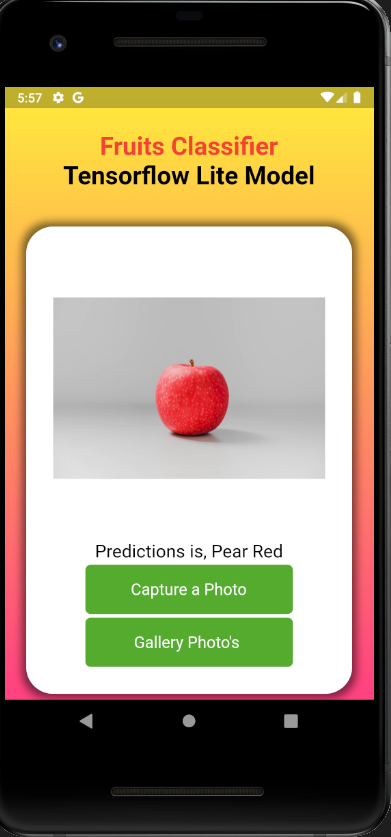 5:57 G
Fruits Classifier
Tensorflow Lite Model
Predictions is, Pear Red
Capture a Photo
Gallery Photo's